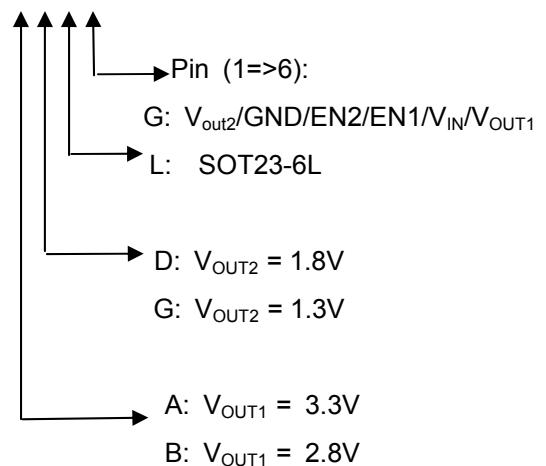 Pin (1=>6):
G: Vout2/GND/EN2/EN1/VIN/VOUT1
L: SOT23-6L
D: VOUT2 = 1.8V
G: VOUT2 = 1.3V
A: VOUT1 = 3.3V
B: VOUT1 = 2.8V